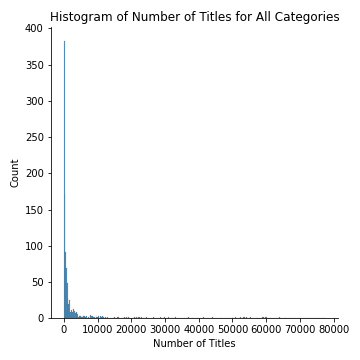 Histogram of Number of Titles for All Categories
400
350
300
250
200
150
100
50
0
Count
0 10000 20000 30000 40000 50000 60000 70000 80000
Number of Titles